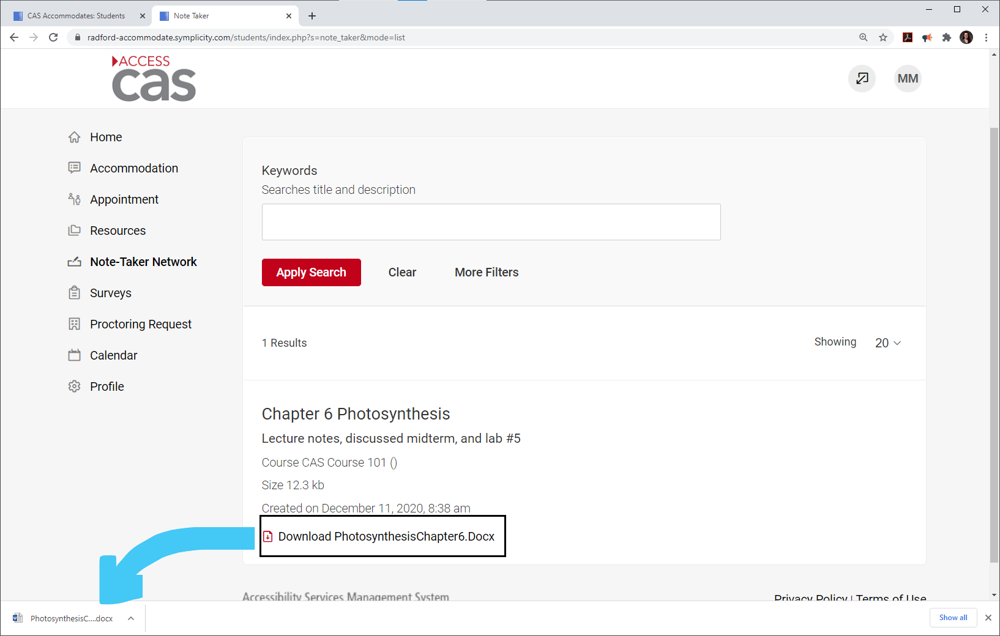 CAS Accommodates: Students
Note Taker
radford-accommodate.symplicity.com/students/index.php?s=note_taker&mode=list
ACCESS
cas
MM
Home
Accommodation
Appointment
Resources
Note-Taker Network
Surveys
Proctoring Request
Calendar
Profile
Keywords
Searches title and description
Apply Search Clear More Filters
1 Results Showing 20
Chapter 6 Photosynthesis
Lecture notes, discussed midterm, and lab #5
Course CAS Course 101 ()
Size 12.3 kb
Created on December 11, 2020, 8:38 am
Download PhotosynthesisChapter6.Docx
Accessibility Services Management System Privacy Policy | Terms of Use
PhotosynthesisC....docx Show all